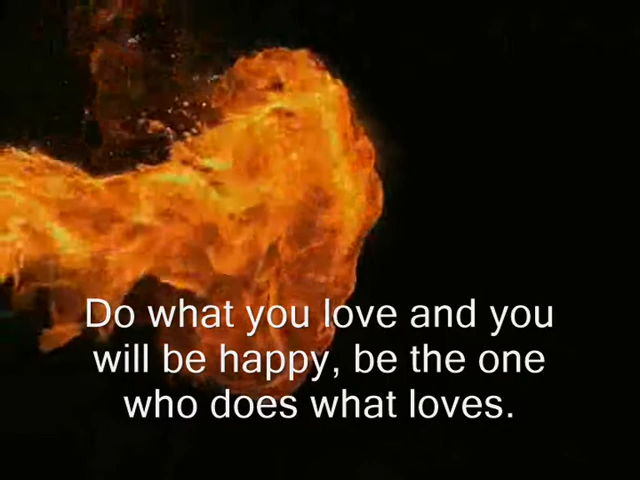 Do what you love and you
will be happy, be the one
who does what loves.